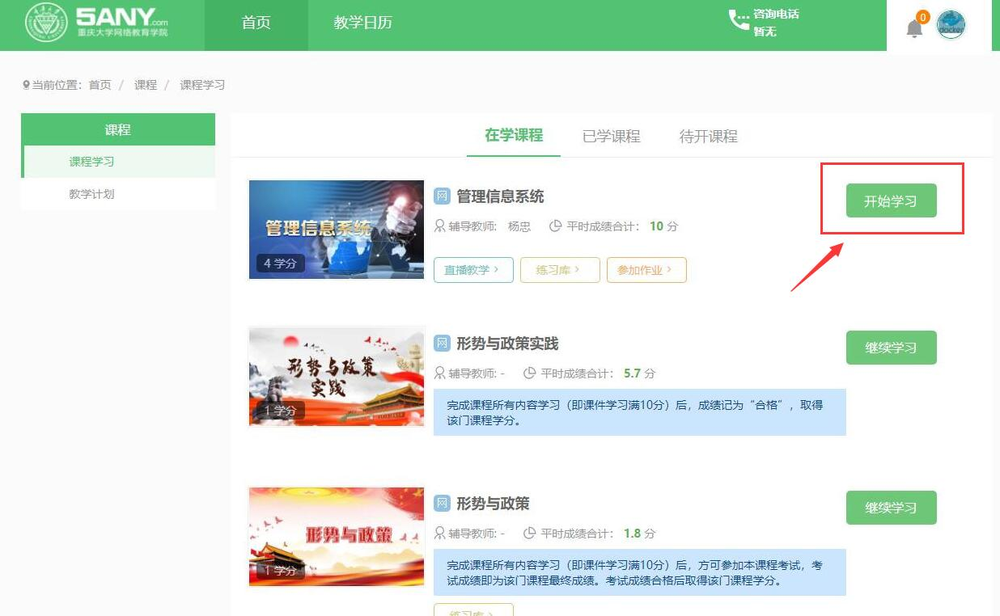 5ANY.com
重庆大学网络教育学院
首页
教学日历
咨询电话
暂无
0
docker
当前位置：首页 / 课程 / 课程学习
课程
课程学习
教学计划
在学课程
已学课程
待开课程
管理信息系统
4 学分
网 管理信息系统
辅导教师: 杨忠 平时成绩合计： 10 分
直播教学 >
练习库 >
参加作业 >
开始学习
形势与政策
实践
1 学分
网 形势与政策实践
辅导教师: - 平时成绩合计： 5.7 分
完成课程所有内容学习（即课件学习满10分）后，成绩记为“合格”，取得
该门课程学分。
继续学习
形势与政策
1 学分
网 形势与政策
辅导教师: - 平时成绩合计： 1.8 分
完成课程所有内容学习（即课件学习满10分）后，方可参加本课程考试，考
试成绩即为该门课程最终成绩。考试成绩合格后取得该门课程学分。
继续学习
练习库 >